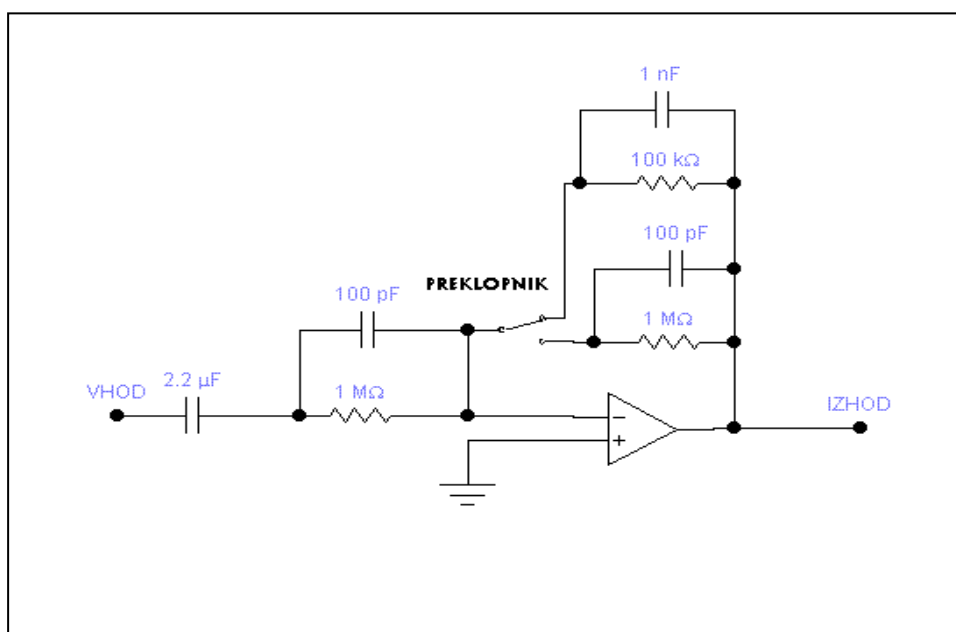 1 nF
100 kΩ
100 pF
PREKLOPNIK
100 pF
1 MΩ
2.2 µF
VHOD
1 MΩ
IZHOD